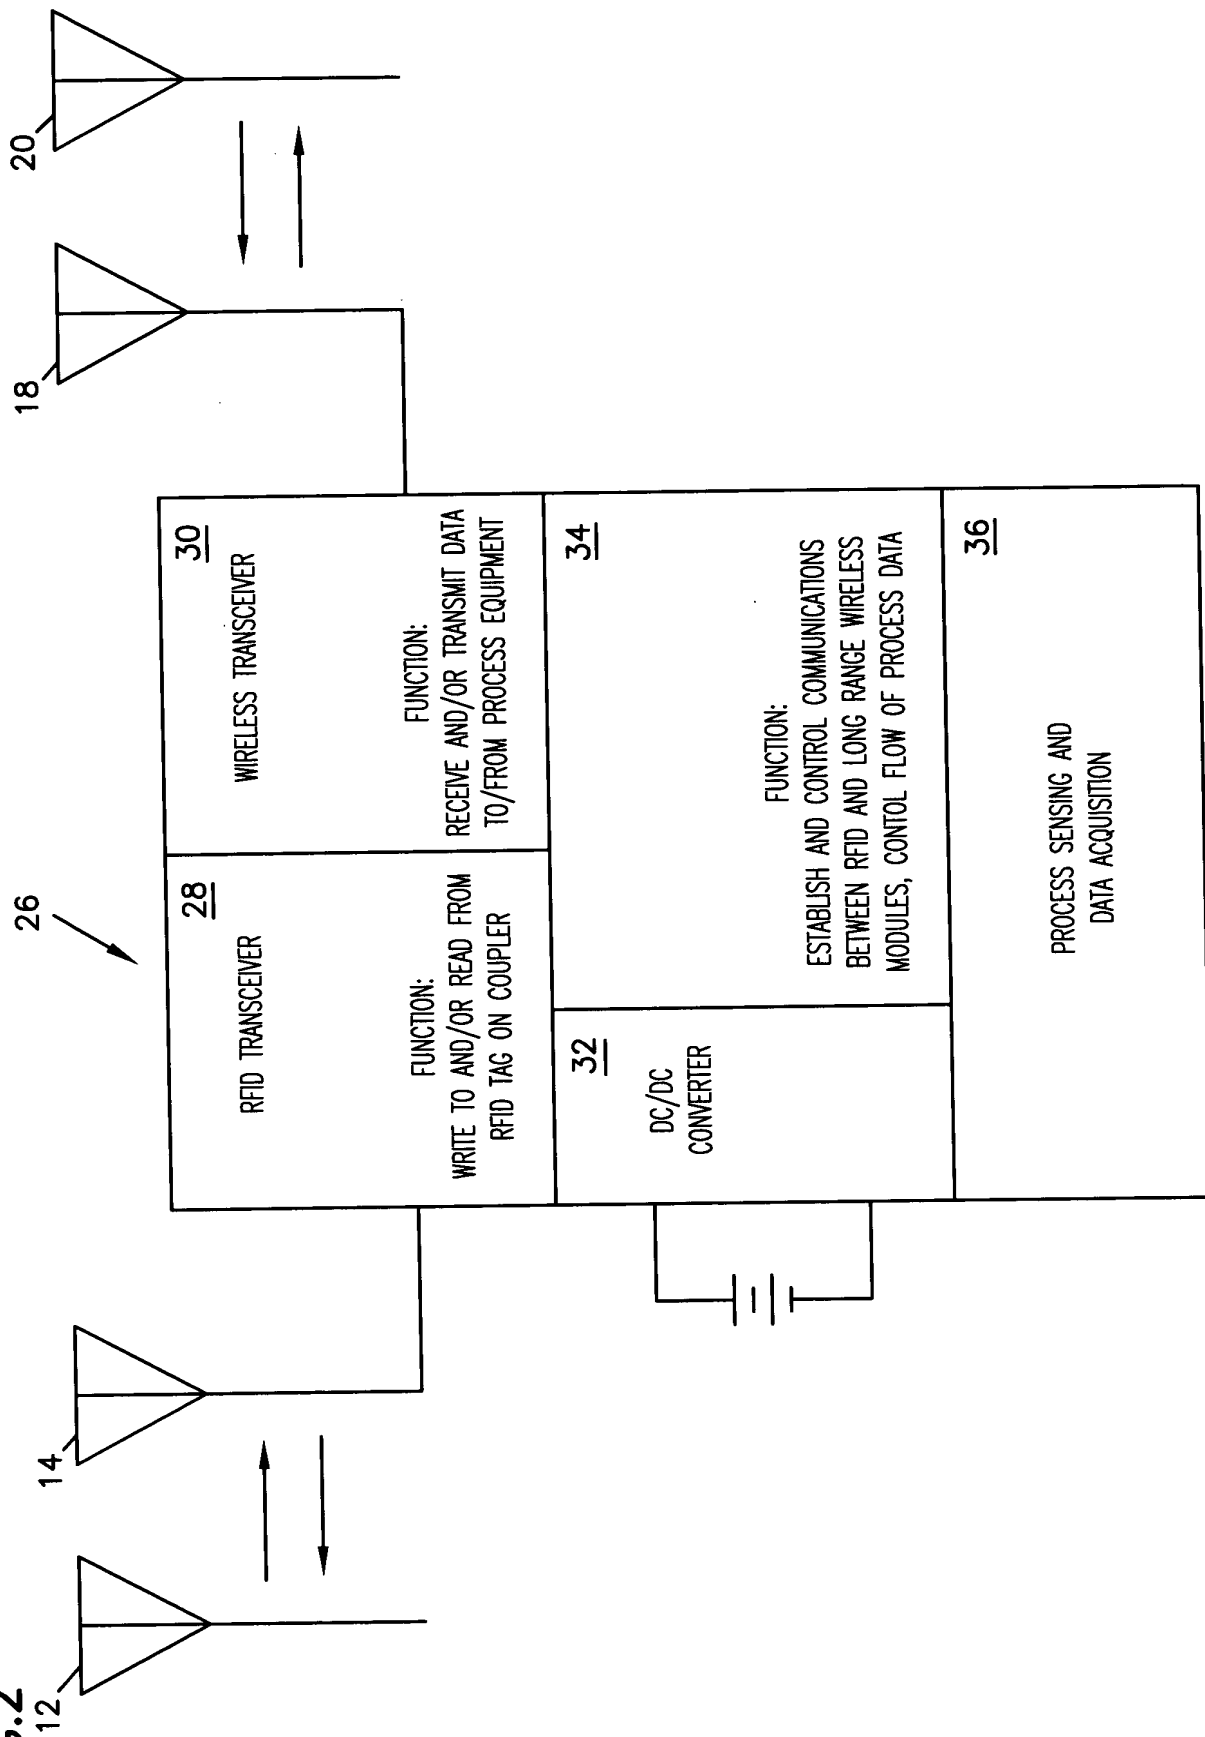 12
14
26
18
20
28
RFID TRANSCEIVER
FUNCTION:
WRITE TO AND/OR READ FROM
RFID TAG ON COUPLER
30
WIRELESS TRANSCEIVER
FUNCTION:
RECEIVE AND/OR TRANSMIT DATA
TO/FROM PROCESS EQUIPMENT
32
DC/DC
CONVERTER
34
FUNCTION:
ESTABLISH AND CONTROL COMMUNICATIONS
BETWEEN RFID AND LONG RANGE WIRELESS
MODULES, CONTOL FLOW OF PROCESS DATA
36
PROCESS SENSING AND
DATA ACQUISITION